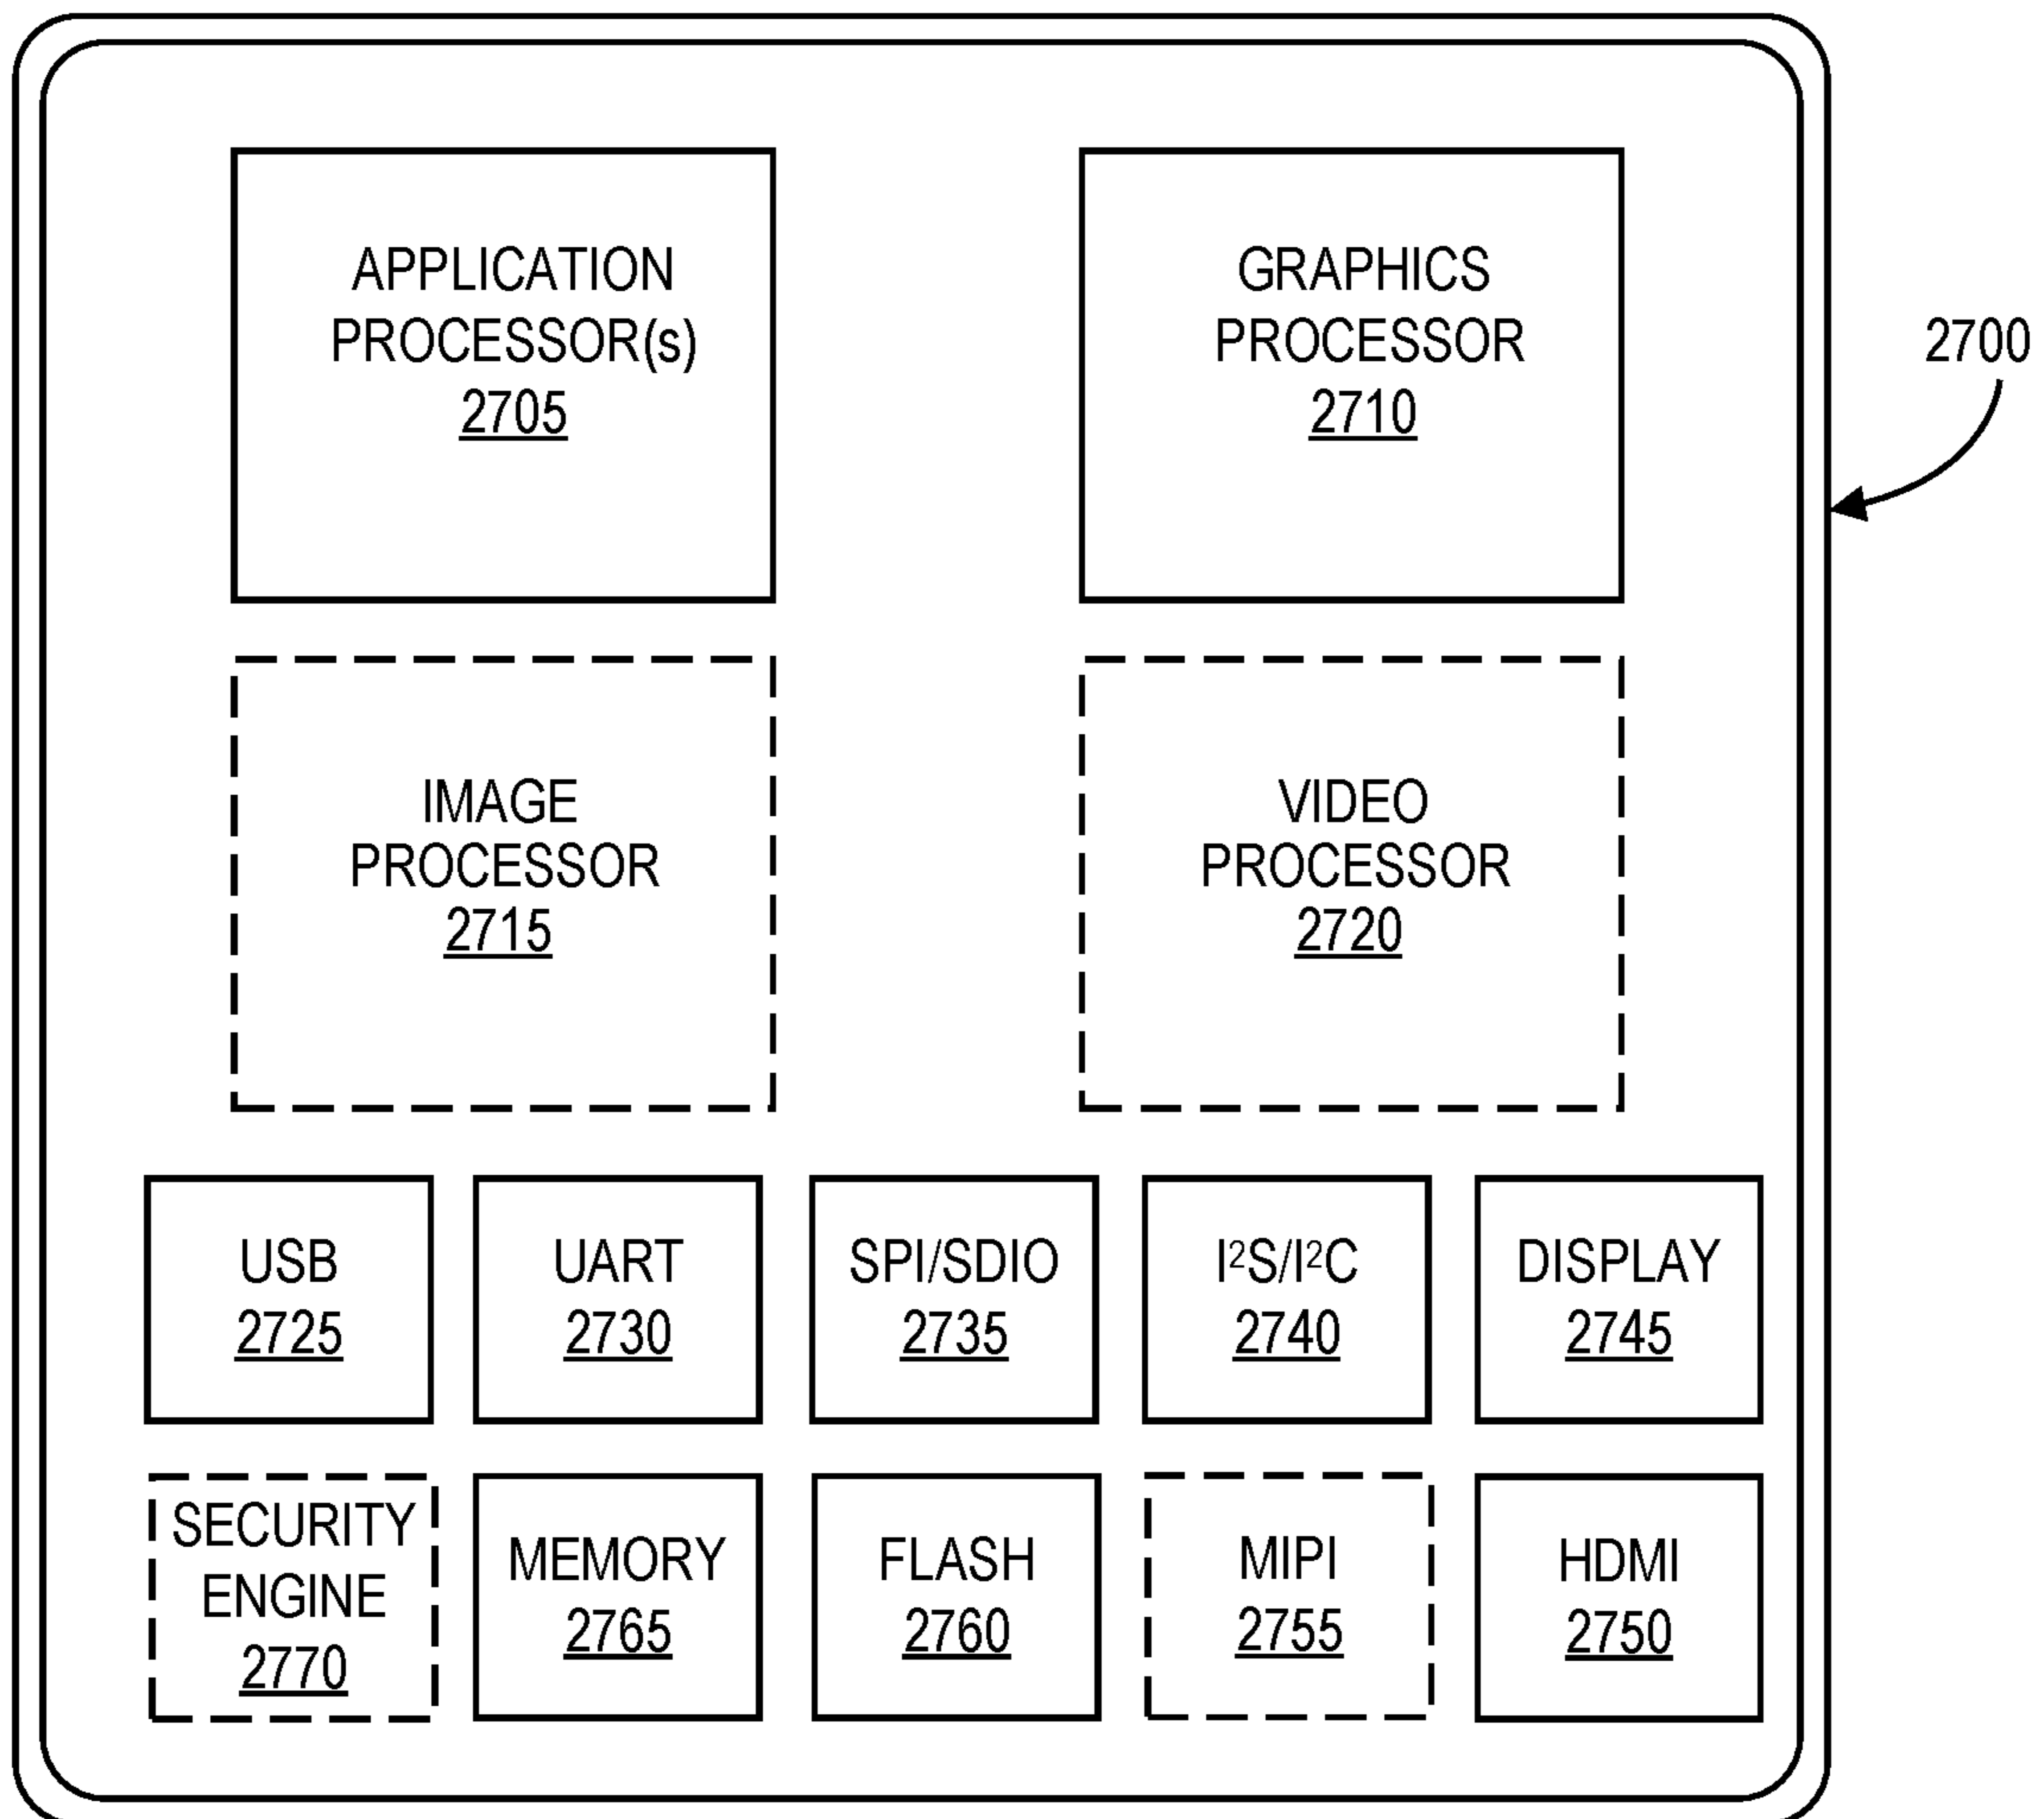 APPLICATION
PROCESSOR(s)
2705
GRAPHICS
PROCESSOR
2710
2700
IMAGE
PROCESSOR
2715
VIDEO
PROCESSOR
2720
USB
2725
UART
2730
SPI/SDIO
2735
I²S/I²C
2740
DISPLAY
2745
SECURITY
ENGINE
2770
MEMORY
2765
FLASH
2760
MIPI
2755
HDMI
2750